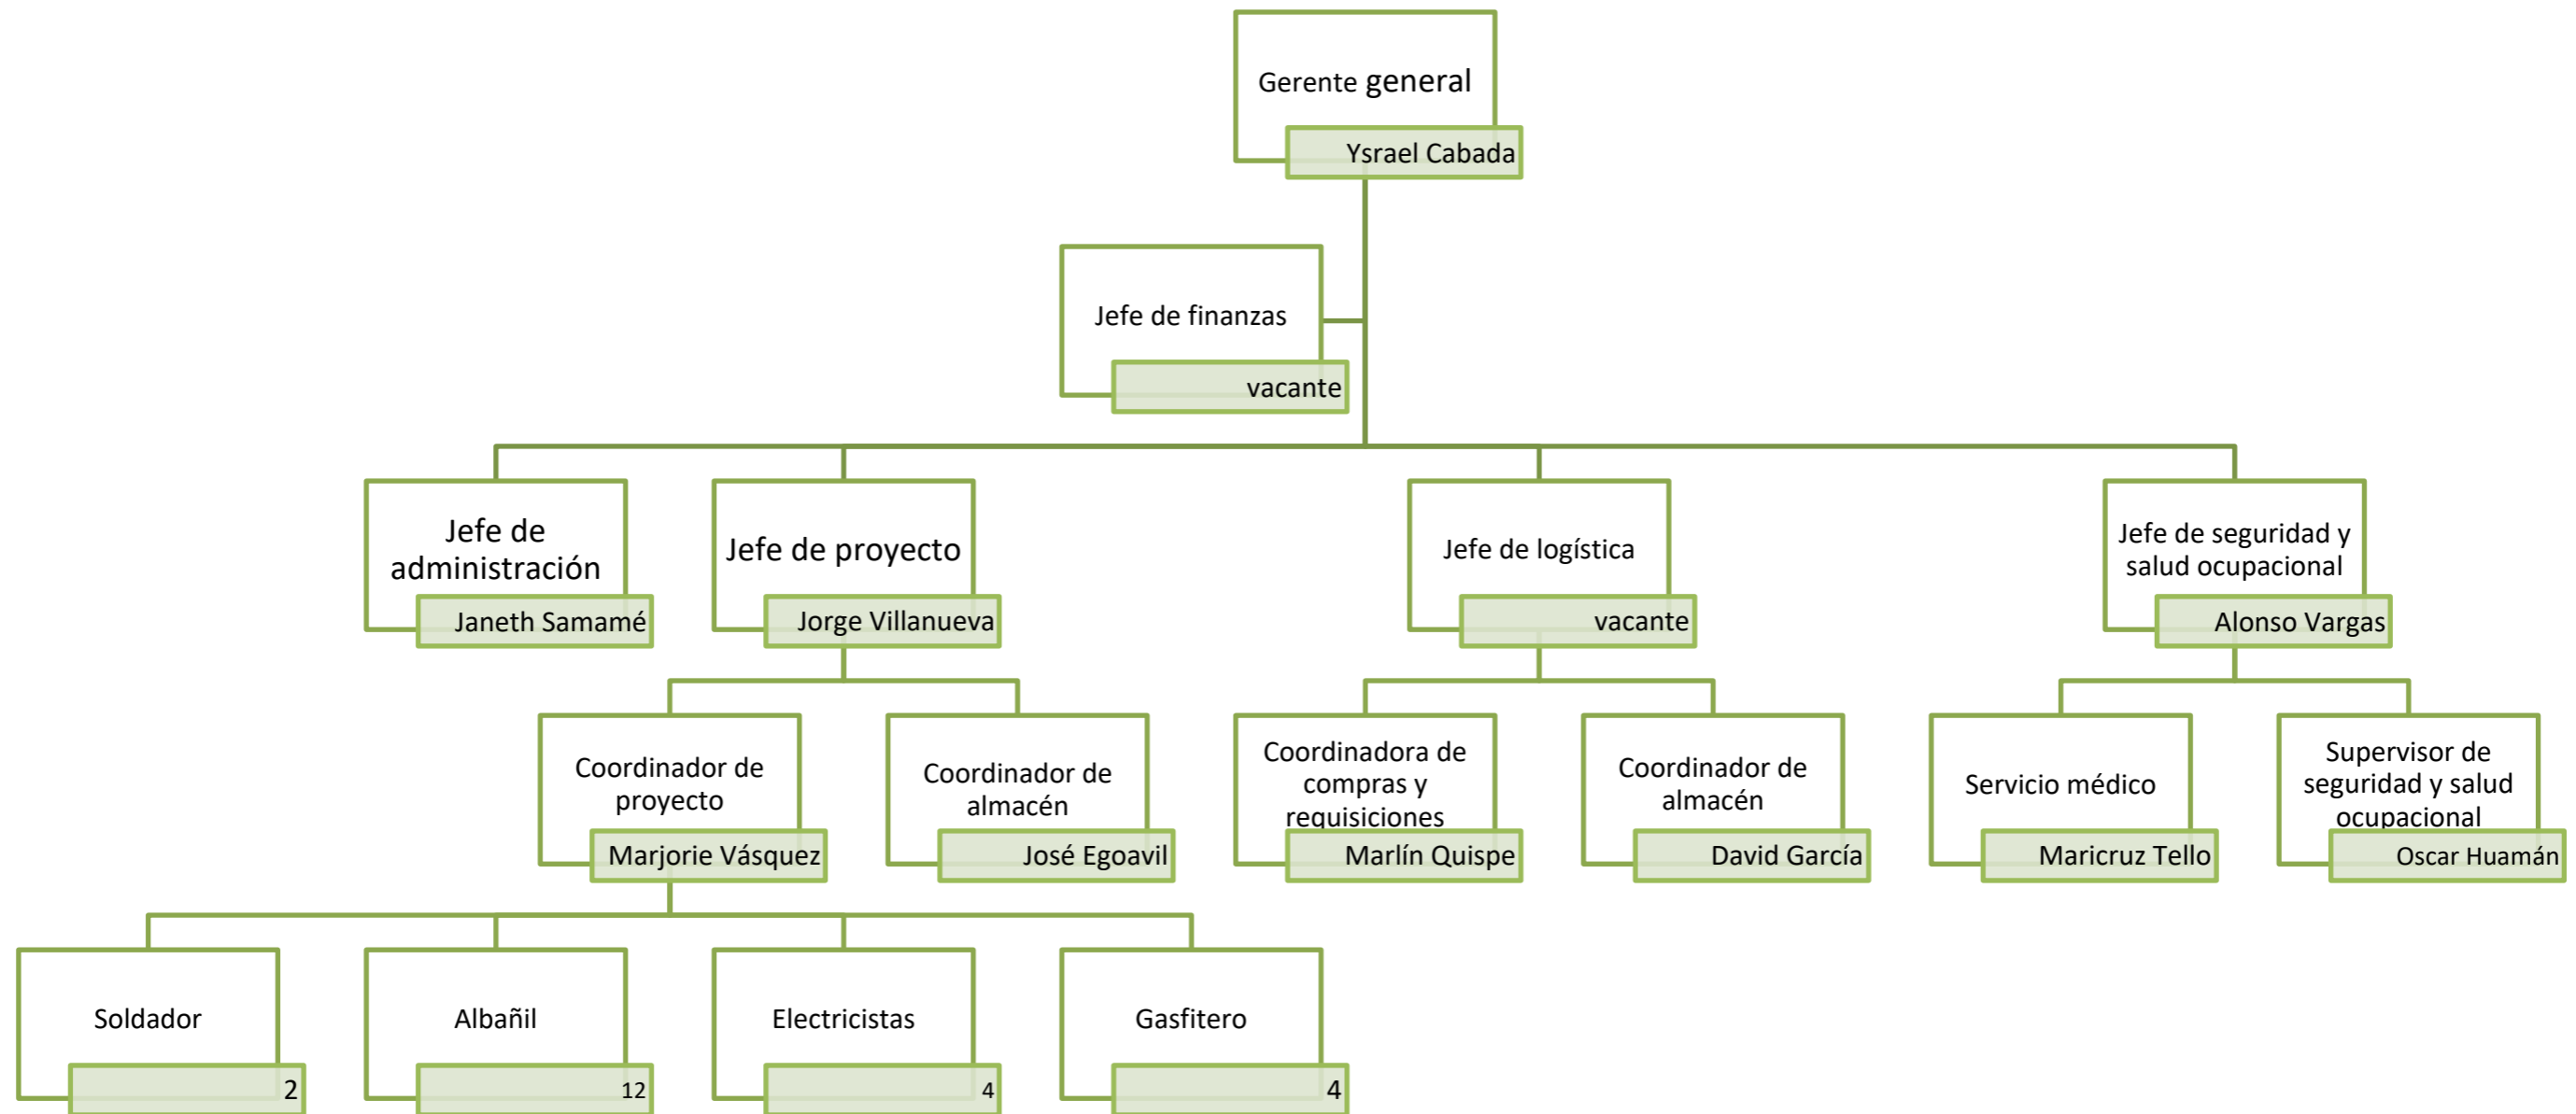 Gerente general
Ysrael Cabada
Jefe de finanzas
vacante
Jefe de
administración
Janeth Samamé
Jefe de proyecto
Jorge Villanueva
Jefe de logística
vacante
Jefe de seguridad y
salud ocupacional
Alonso Vargas
Coordinador de
proyecto
Marjorie Vásquez
Coordinador de
almacén
José Egoavil
Coordinadora de
compras y
requisiciones
Marlín Quispe
Coordinador de
almacén
David García
Servicio médico
Maricruz Tello
Supervisor de
seguridad y salud
ocupacional
Oscar Huamán
Soldador
2
Albañil
12
Electricistas
4
Gasfitero
4